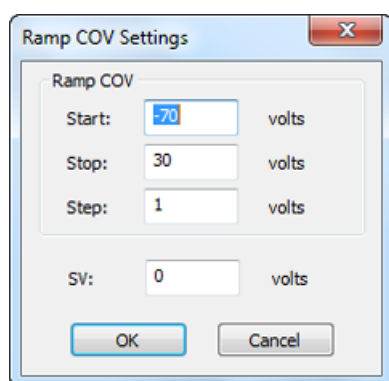 Ramp COV Settings
Ramp COV
Start: -70 volts
Stop: 30 volts
Step: 1 volts
SV: 0 volts
OK Cancel